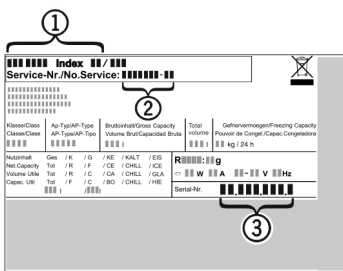 1
Index /
Service-Nr./No.Service: -
2
Klasse/Class Ap-Typ/AP-Type Bruttoinhalt/Gross Capacity Total Gefriervermoegen/Freezing Capacity
Classe/Clase AP-Type/AP-Tipo Volume Brut/Capacidad Bruta volume Pouvoir de Congel./Capac.Congeladora
l l kg / 24 h
Nutzinhalt Ges / K / G / KE / KALT / EIS
Net.Capacity Tot / R / F / CE / CHILL / ICE
Volume Utile Tot / R / C / CA / CHILL / GLA
Capac. Util Tot / F / C / BO / CHILL / HIE
l / l
R : g
W A - V Hz
Serial-Nr. . . .
3